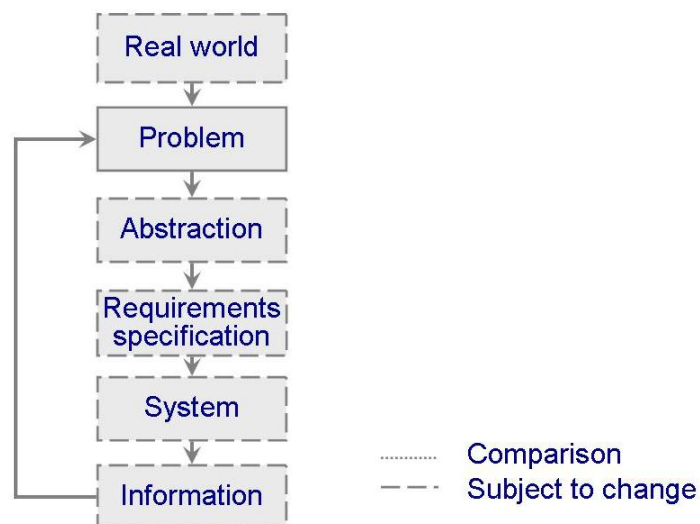 Real world
Problem
Abstraction
Requirements
specification
System
Information
Comparison
Subject to change